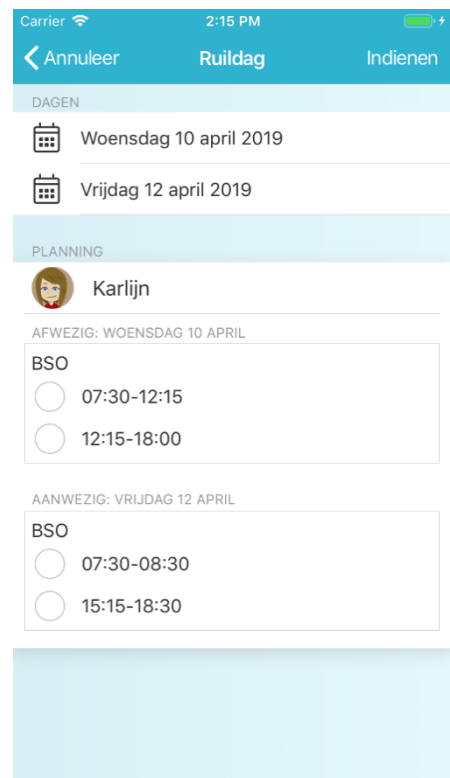 Carrier 2:15 PM
Annuleer Ruildag Indienen
DAGEN
Woensdag 10 april 2019
Vrijdag 12 april 2019
PLANNING
Karlijn
AFWEZIG: WOENSDAG 10 APRIL
BSO
07:30-12:15
12:15-18:00
AANWEZIG: VRIJDAG 12 APRIL
BSO
07:30-08:30
15:15-18:30